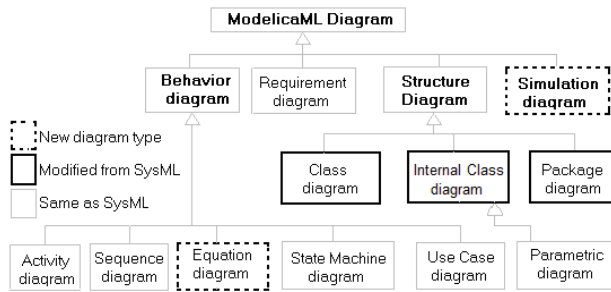 ModelicaML Diagram
Behavior
diagram
Requirement
diagram
Structure
Diagram
Simulation
diagram
New diagram type
Modified from SysML
Same as SysML
Class
diagram
Internal Class
diagram
Package
diagram
Activity
diagram
Sequence
diagram
Equation
diagram
State Machine
diagram
Use Case
diagram
Parametric
diagram